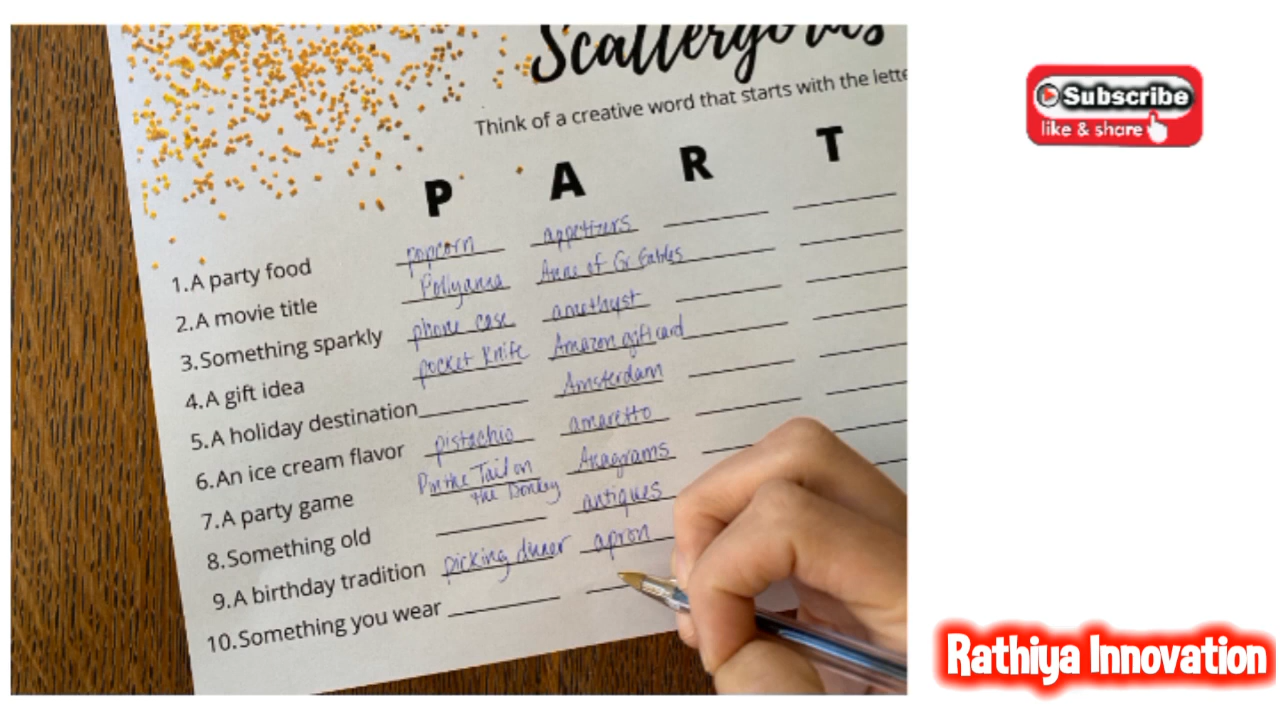 Scattergories
Think of a creative word that starts with the lette
P A R T
1.A party food popcorn appetizers
2.A movie title Pollyanna Anne of Gr Gables
3.Something sparkly phone case amethyst
4.A gift idea pocket knife Amazon gift card
5.A holiday destination Amsterdam
6.An ice cream flavor pistachio amaretto
7.A party game Pin the Tail on Anagrams
the Donkey
8.Something old antiques
9.A birthday tradition picking dinner apron
10.Something you wear
Subscribe
like & share
Rathiya Innovation